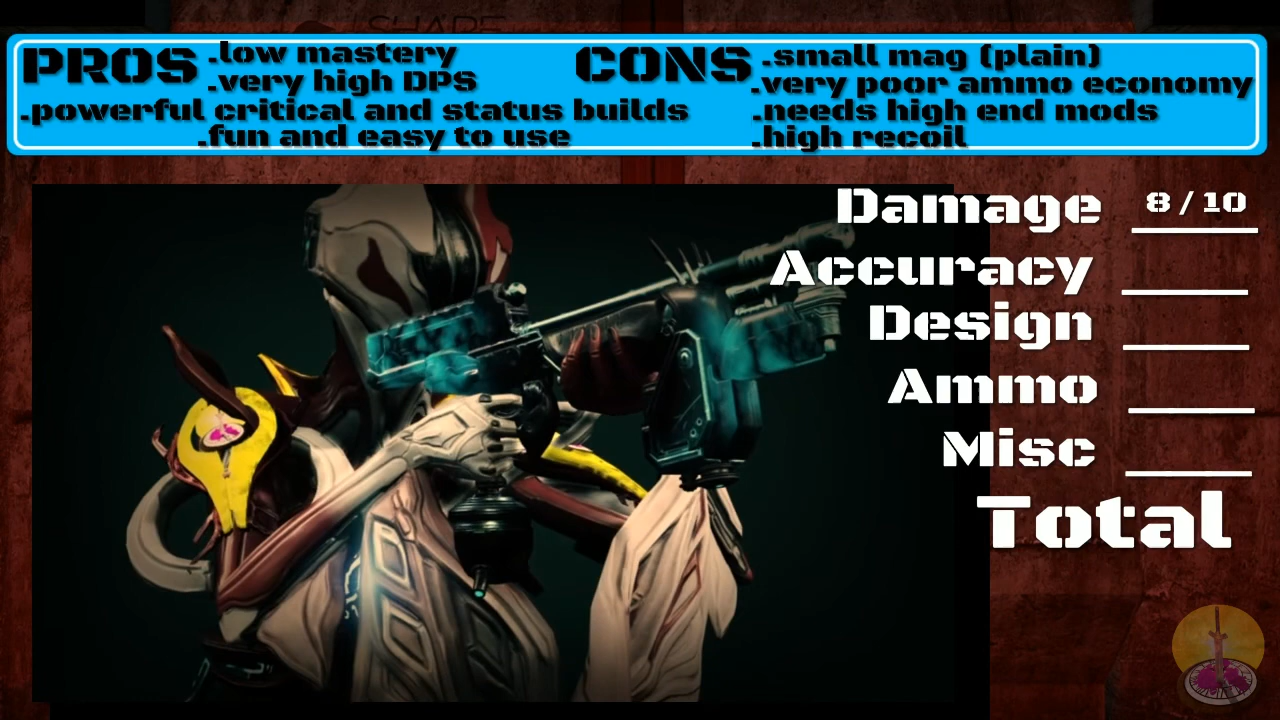 SHARE
PROS
.low mastery
.very high DPS
.powerful critical and status builds
.fun and easy to use
CONS
.small mag (plain)
.very poor ammo economy
.needs high end mods
.high recoil
Damage 8 / 10
Accuracy
Design
Ammo
Misc
Total